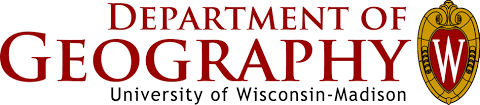 DEPARTMENT OF
GEOGRAPHY
University of Wisconsin-Madison
W